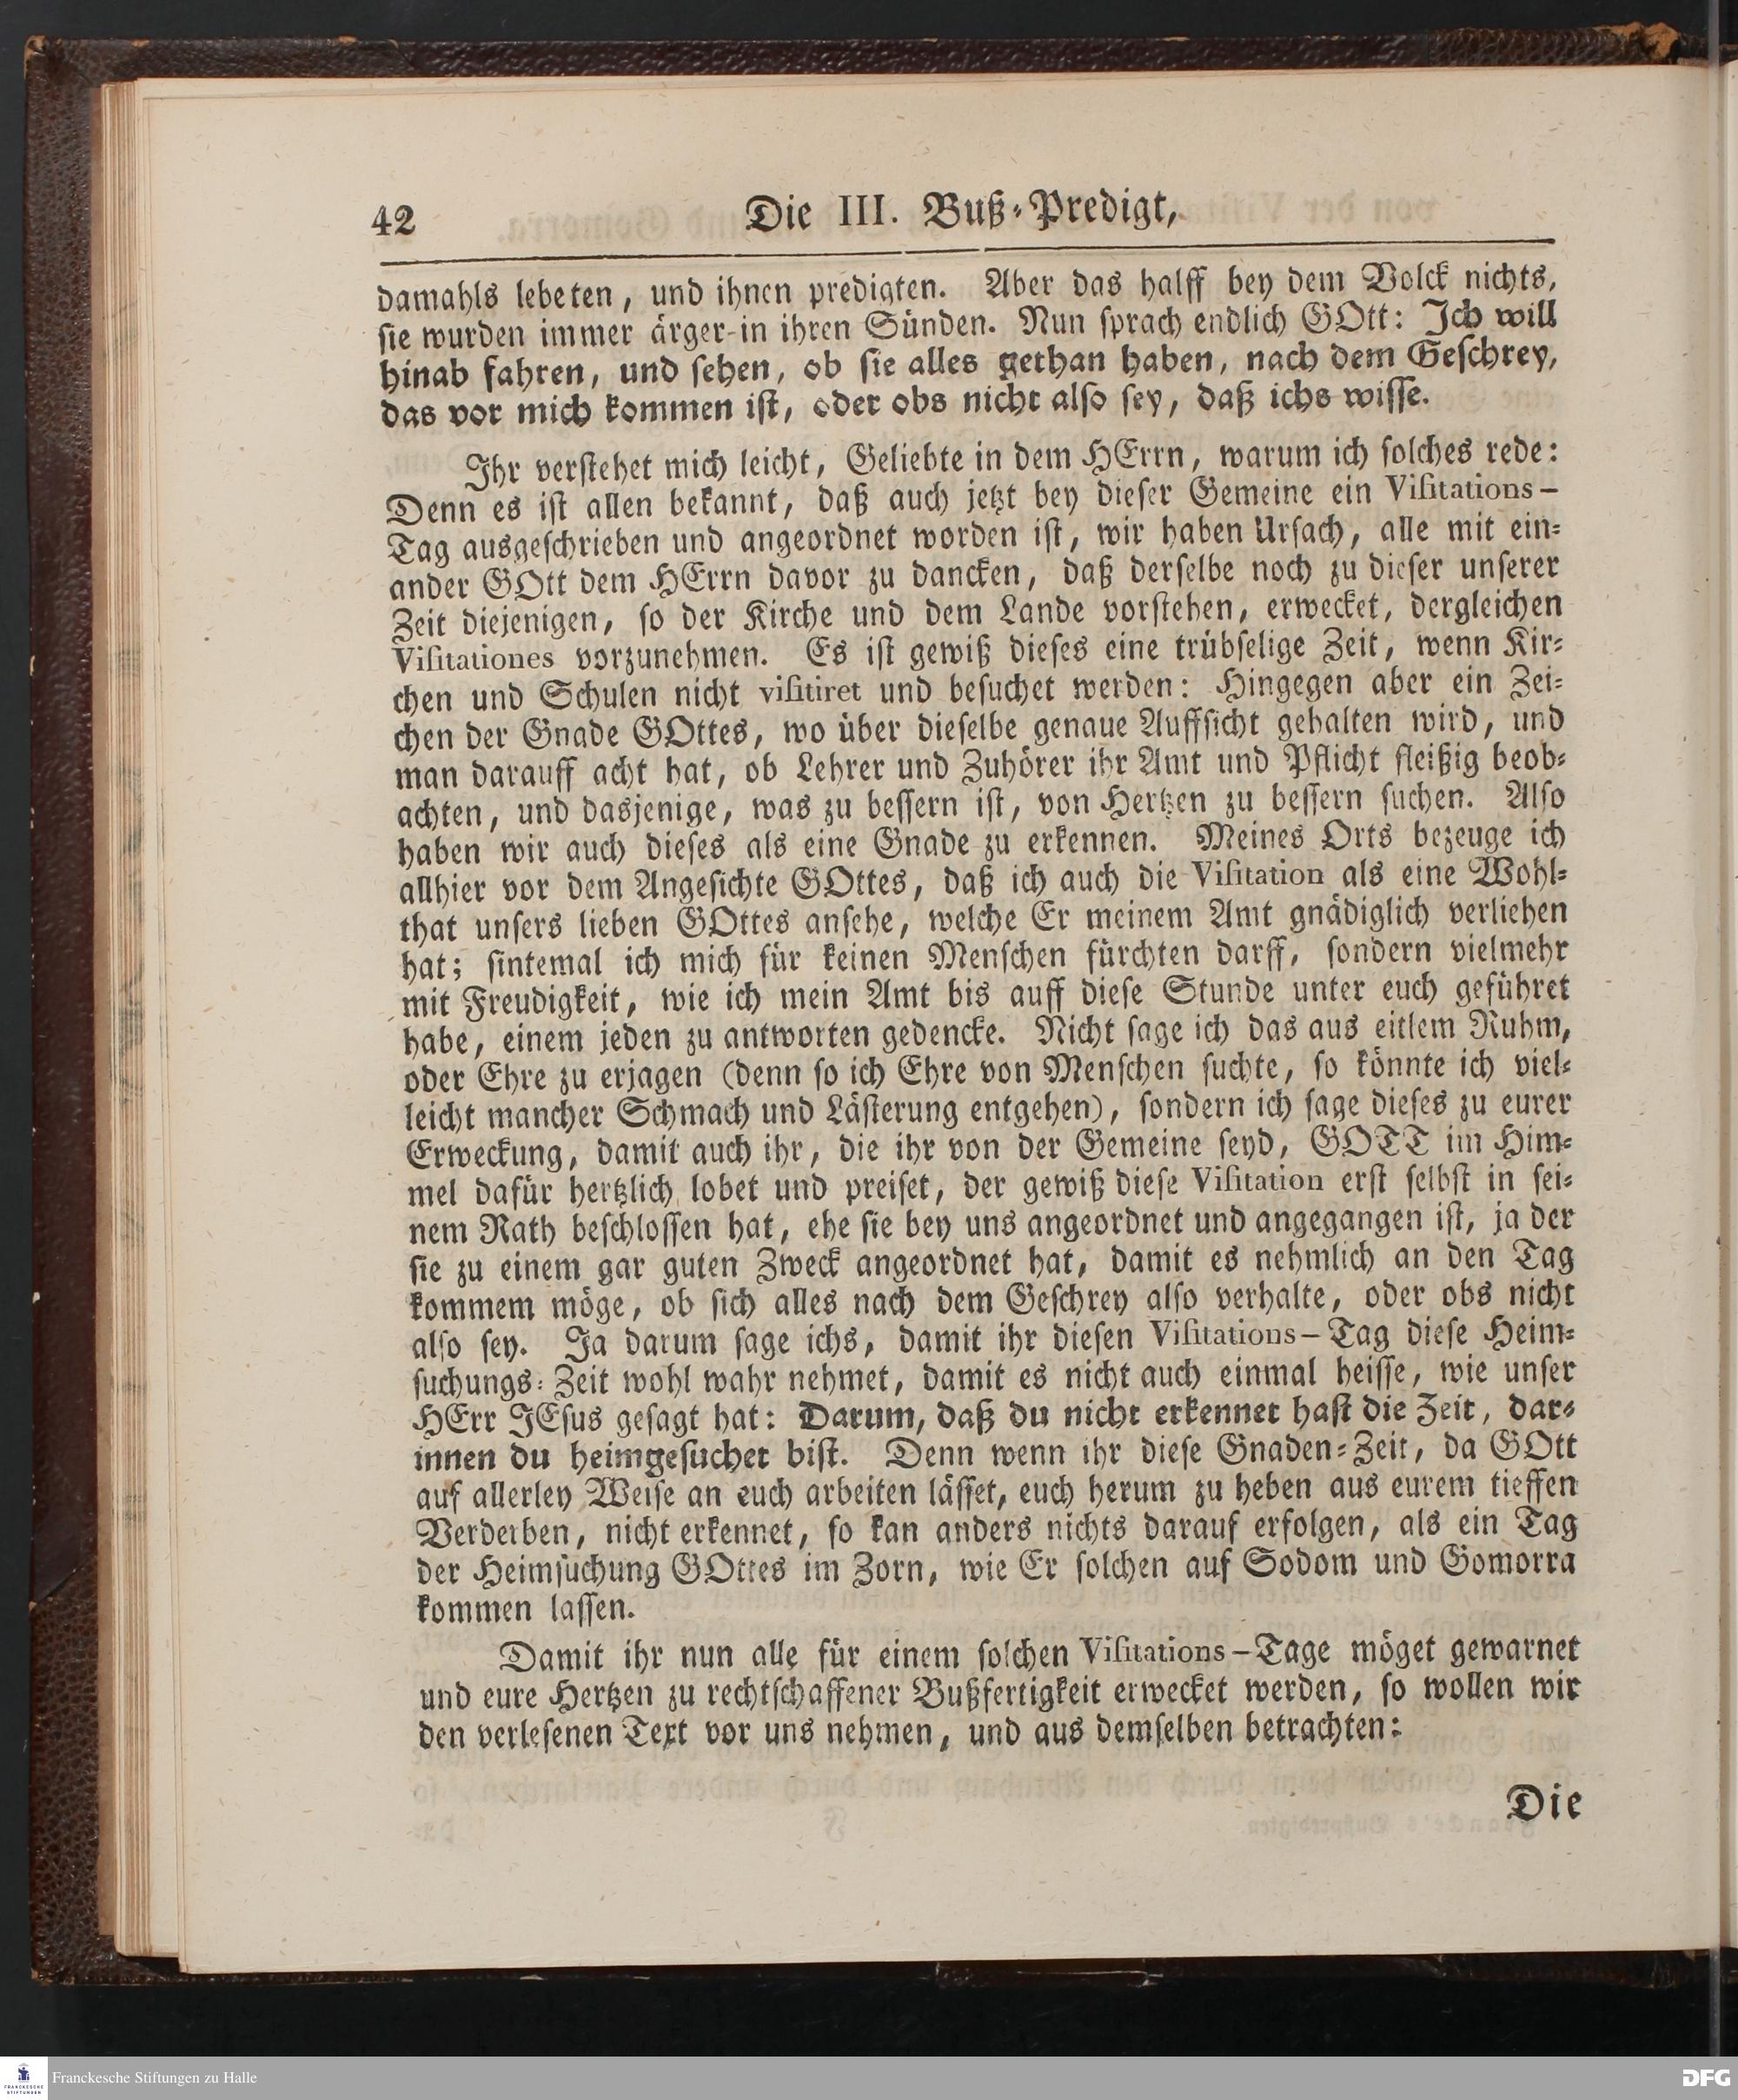 42 Die III. Buß-Predigt,
damahls lebeten, und ihnen predigten. Aber das halff bey dem Volck nichts,
sie wurden immer ärger in ihren Sünden. Nun sprach endlich GOtt: Ich will
hinab fahren, und sehen, ob sie alles gethan haben, nach dem Geschrey,
das vor mich kommen ist, oder obs nicht also sey, daß ichs wisse.
Ihr verstehet mich leicht, Geliebte in dem HErrn, warum ich solches rede:
Denn es ist allen bekannt, daß auch jetzt bey dieser Gemeine ein Visitations-
Tag ausgeschrieben und angeordnet worden ist, wir haben Ursach, alle mit ein-
ander GOtt dem HErrn davor zu dancken, daß derselbe noch zu dieser unserer
Zeit diejenigen, so der Kirche und dem Lande vorstehen, erwecket, dergleichen
Visitationes vorzunehmen. Es ist gewiß dieses eine trübselige Zeit, wenn Kir-
chen und Schulen nicht visitiret und besuchet werden: Hingegen aber ein Zei-
chen der Gnade GOttes, wo über dieselbe genaue Auffsicht gehalten wird, und
man darauff acht hat, ob Lehrer und Zuhörer ihr Amt und Pflicht fleißig beob-
achten, und dasjenige, was zu bessern ist, von Hertzen zu bessern suchen. Also
haben wir auch dieses als eine Gnade zu erkennen. Meines Orts bezeuge ich
allhier vor dem Angesichte GOttes, daß ich auch die Visitation als eine Wohl-
that unsers lieben GOttes ansehe, welche Er meinem Amt gnädiglich verliehen
hat; sintemal ich mich für keinen Menschen fürchten darff, sondern vielmehr
mit Freudigkeit, wie ich mein Amt bis auff diese Stunde unter euch geführet
habe, einem jeden zu antworten gedencke. Nicht sage ich das aus eitlem Ruhm,
oder Ehre zu erjagen (denn so ich Ehre von Menschen suchte, so könnte ich viel-
leicht mancher Schmach und Lästerung entgehen), sondern ich sage dieses zu eurer
Erweckung, damit auch ihr, die ihr von der Gemeine seyd, GOTT im Him-
mel dafür hertzlich lobet und preiset, der gewiß diese Visitation erst selbst in sei-
nem Rath beschlossen hat, ehe sie bey uns angeordnet und angegangen ist, ja der
sie zu einem gar guten Zweck angeordnet hat, damit es nehmlich an den Tag
kommem möge, ob sich alles nach dem Geschrey also verhalte, oder obs nicht
also sey. Ja darum sage ichs, damit ihr diesen Visitations-Tag diese Heim-
suchungs-Zeit wohl wahr nehmet, damit es nicht auch einmal heisse, wie unser
HErr JEsus gesagt hat: Darum, daß du nicht erkennet hast die Zeit, dar-
innen du heimgesuchet bist. Denn wenn ihr diese Gnaden-Zeit, da GOtt
auf allerley Weise an euch arbeiten lässet, euch herum zu heben aus eurem tieffen
Verderben, nicht erkennet, so kan anders nichts darauf erfolgen, als ein Tag
der Heimsuchung GOttes im Zorn, wie Er solchen auf Sodom und Gomorra
kommen lassen.
Damit ihr nun alle für einem solchen Visitations-Tage möget gewarnet
und eure Hertzen zu rechtschaffener Bußfertigkeit erwecket werden, so wollen wir
den verlesenen Text vor uns nehmen, und aus demselben betrachten:
Die
FRANCKESCHE STIFTUNGEN
Franckesche Stiftungen zu Halle
DFG